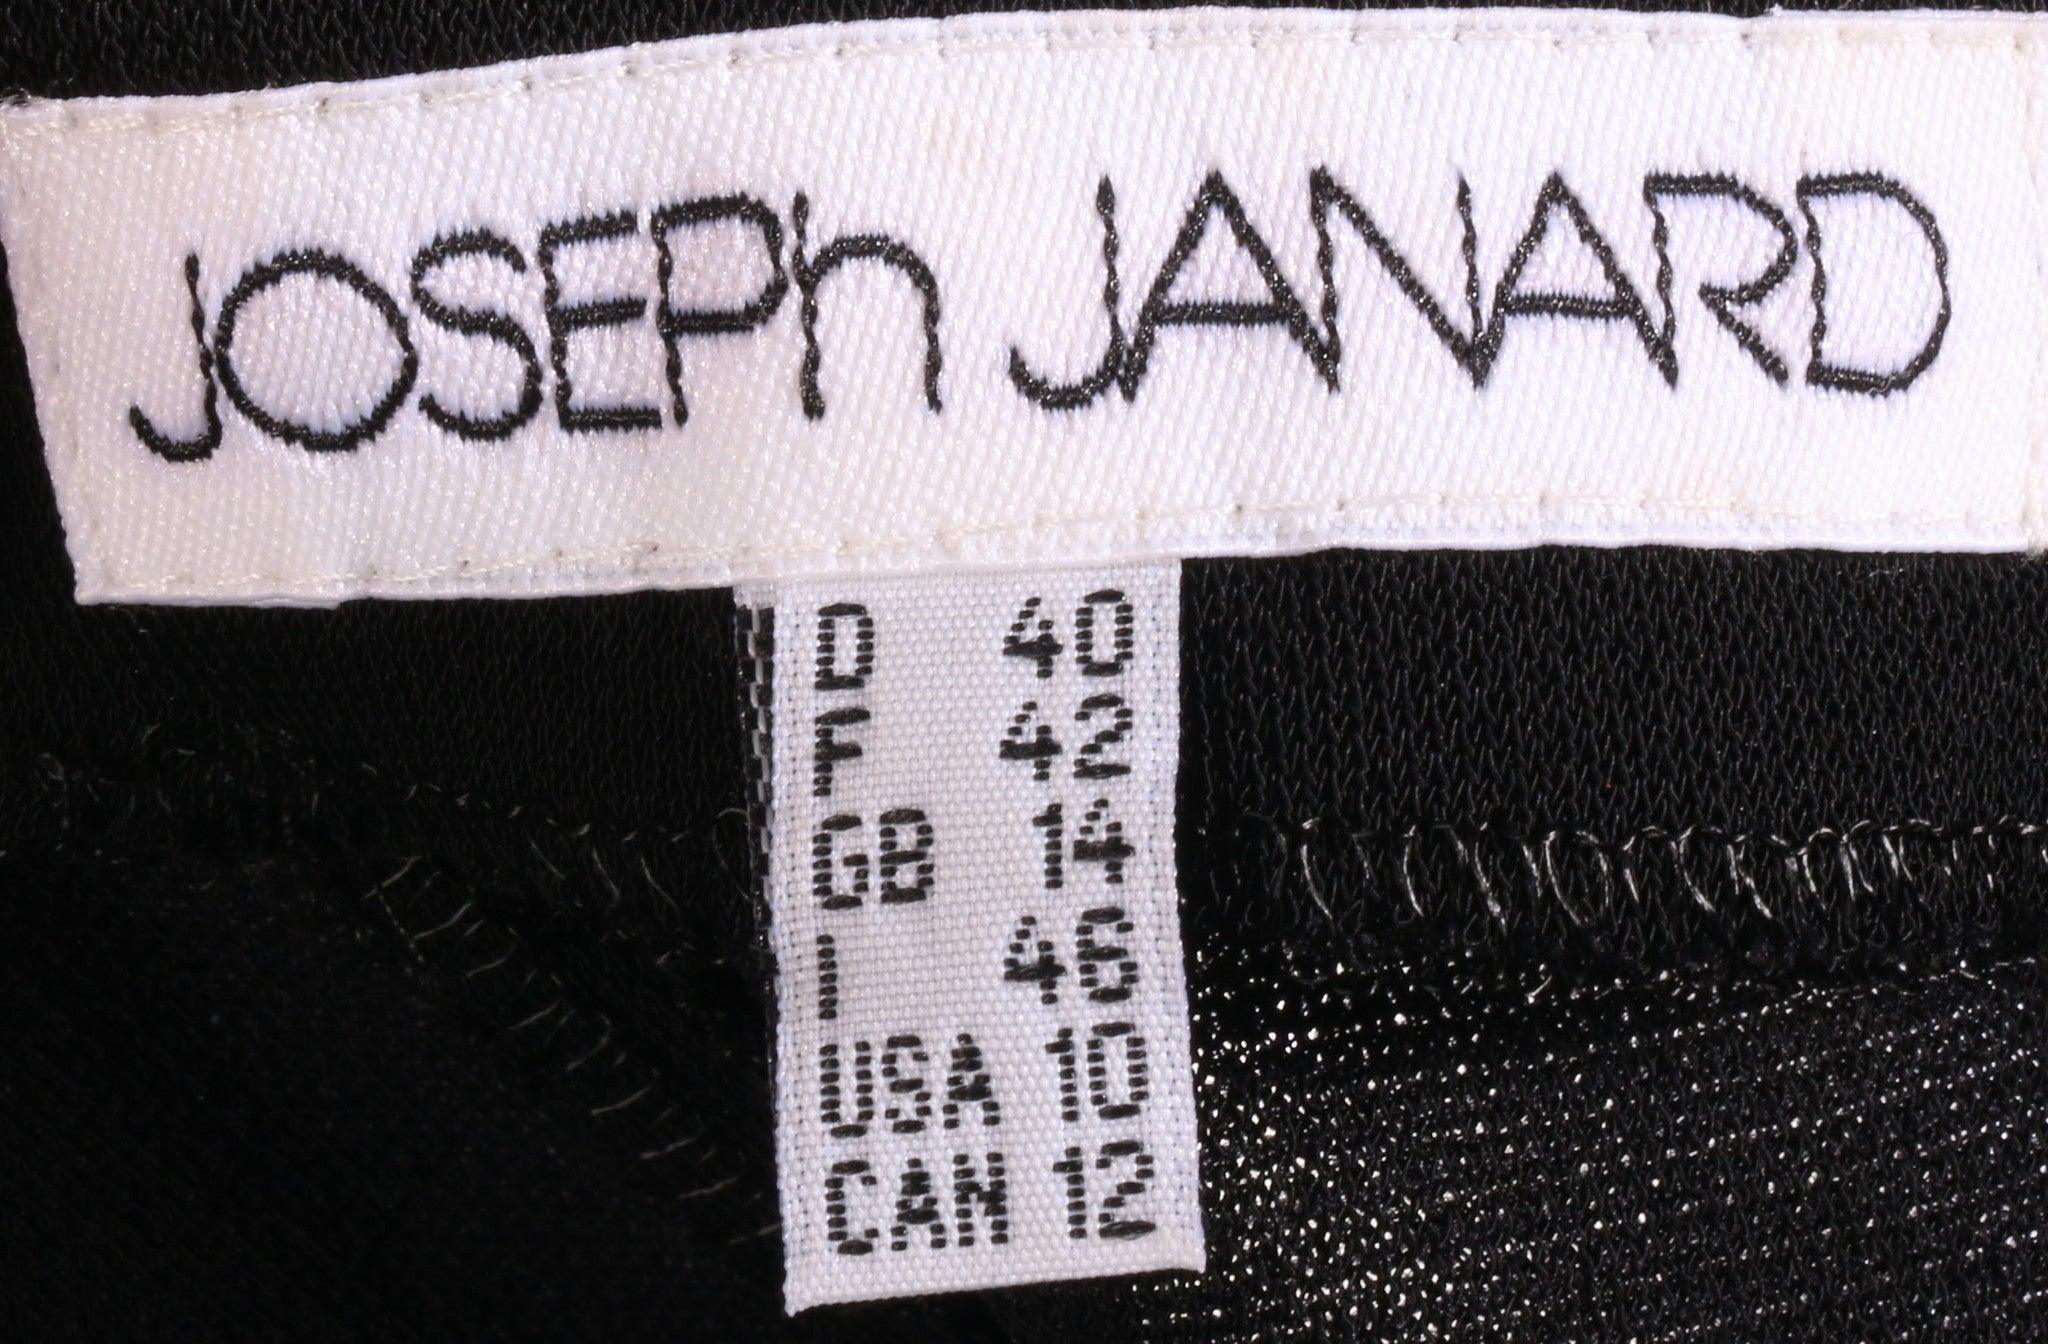 JOSEPh JANARD
D 40
F 42
GB 14
I 46
USA 10
CAN 12